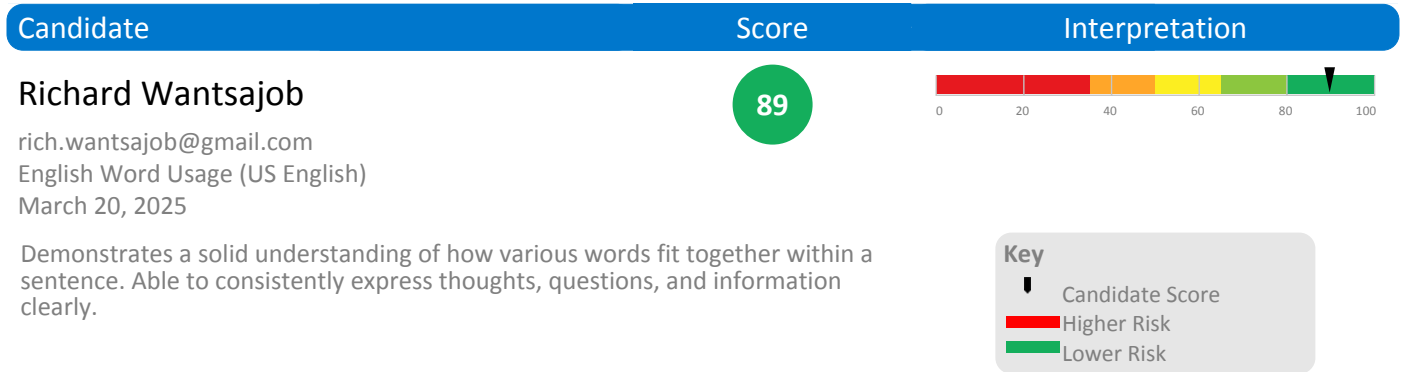 Candidate Score Interpretation
Richard Wantsajob
89
0 20 40 60 80 100
rich.wantsajob@gmail.com
English Word Usage (US English)
March 20, 2025
Demonstrates a solid understanding of how various words fit together within a
sentence. Able to consistently express thoughts, questions, and information
clearly.
Key
Candidate Score
Higher Risk
Lower Risk